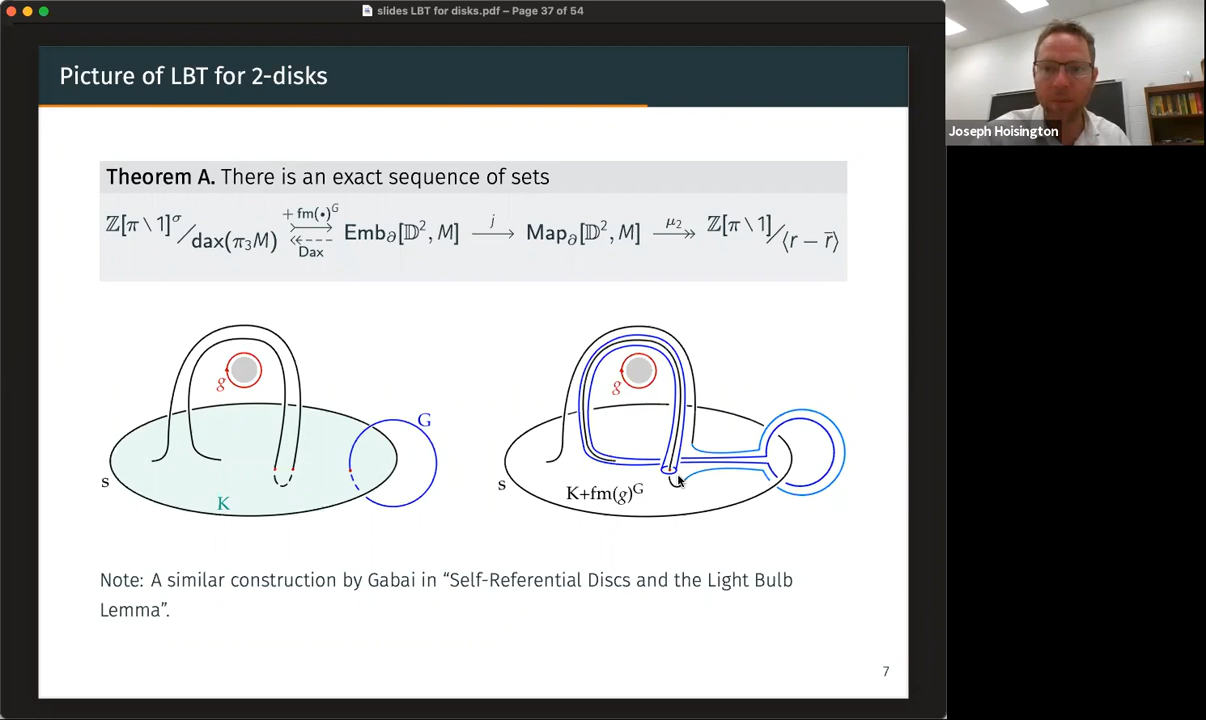 slides LBT for disks.pdf – Page 37 of 54
Picture of LBT for 2-disks
Joseph Hoisington
Theorem A. There is an exact sequence of sets
ℤ[π \ 1]^σ / dax(π₃M) +fm(•)^G Dax Emb∂[𝔻², M] j Map∂[𝔻², M] μ₂ ℤ[π \ 1] / ⟨r − r̄⟩
g g
G
s K s K+fm(g)^G
Note: A similar construction by Gabai in “Self-Referential Discs and the Light Bulb
Lemma”.
7